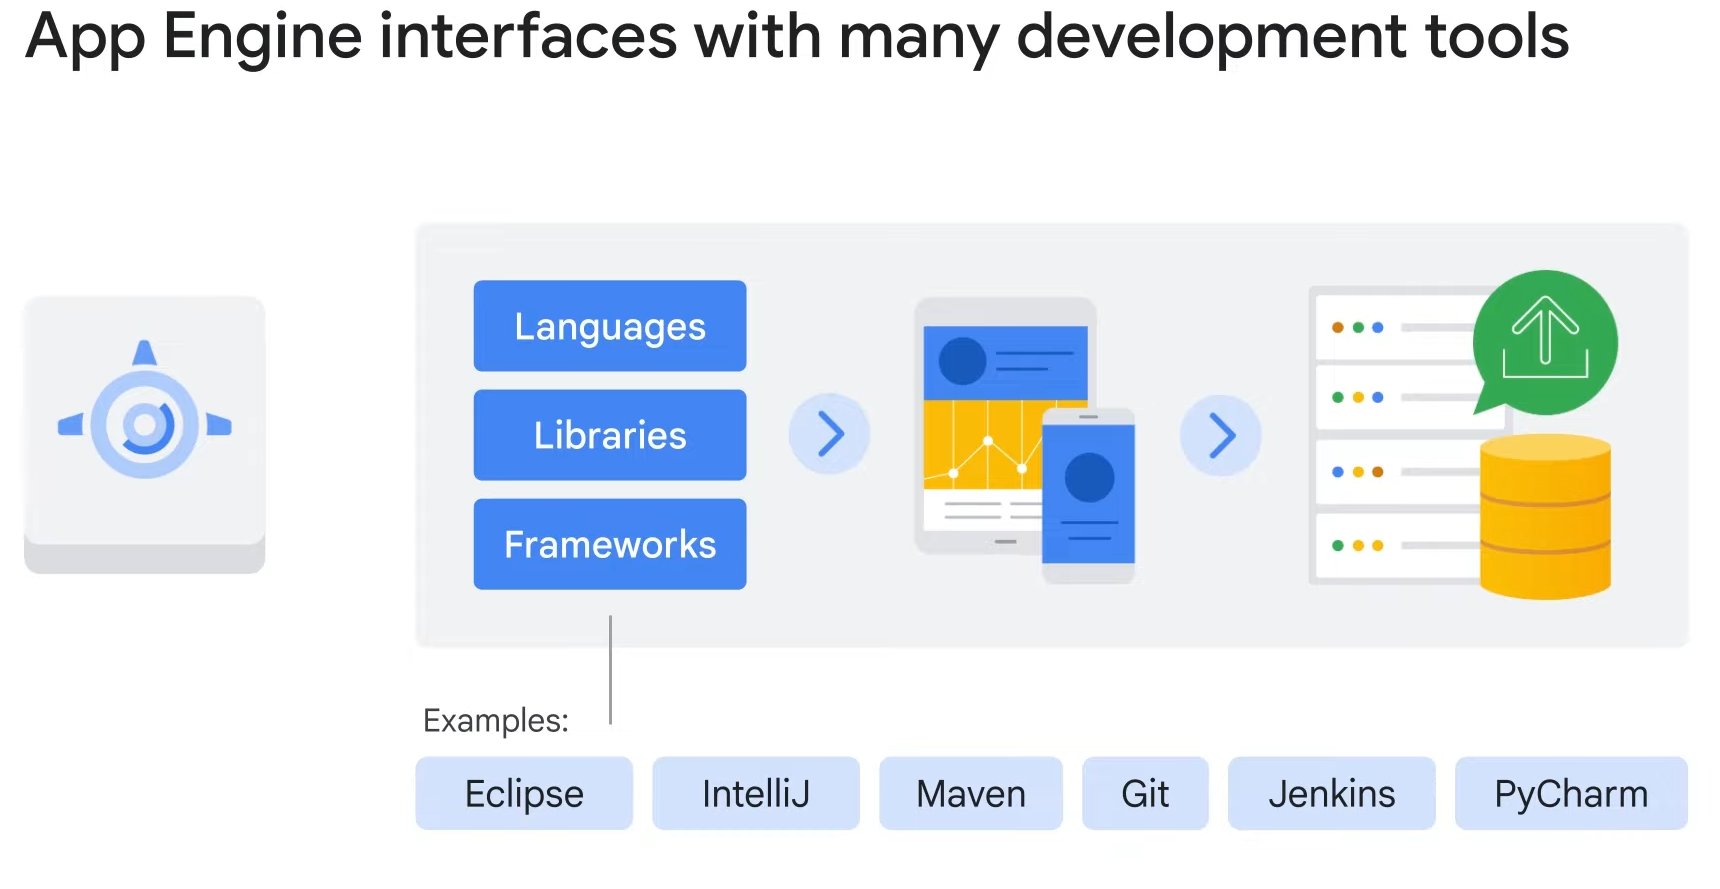 App Engine interfaces with many development tools
Languages
Libraries
Frameworks
Examples:
Eclipse
IntelliJ
Maven
Git
Jenkins
PyCharm